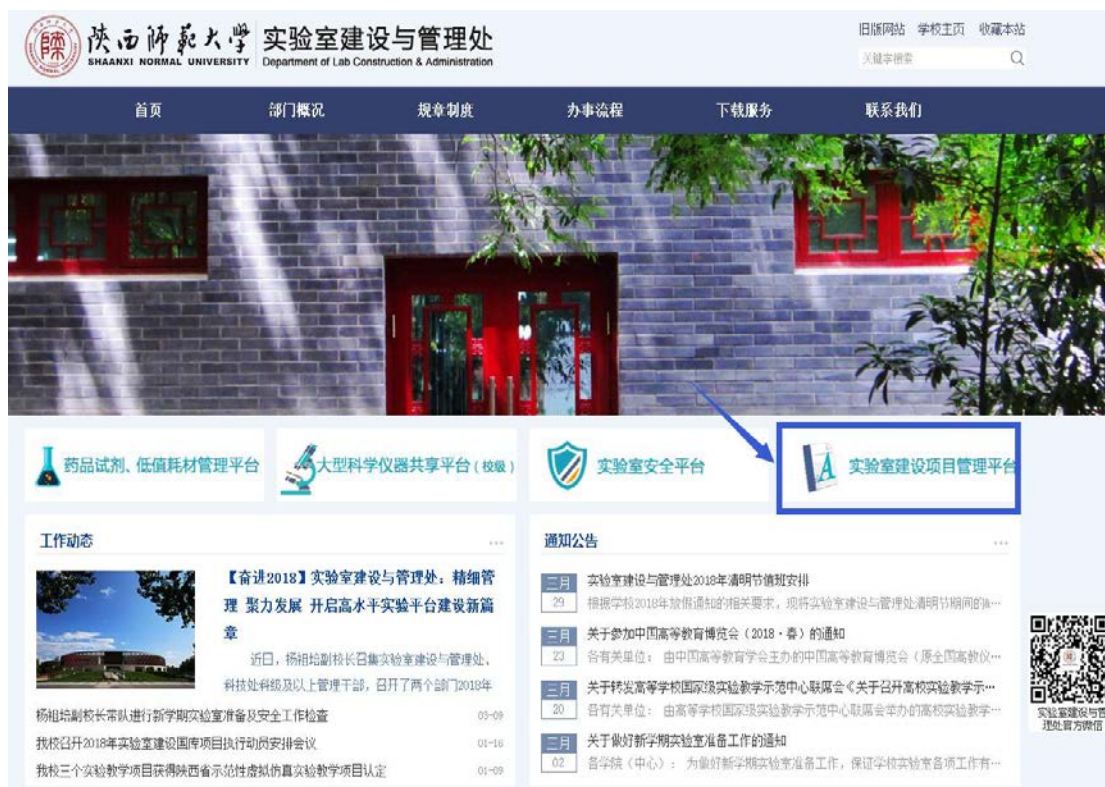 陕西师范大学
SHAANXI NORMAL UNIVERSITY
实验室建设与管理处
Department of Lab Construction & Administration
旧版网站 学校主页 收藏本站
关键字搜索
首页 部门概况 规章制度 办事流程 下载服务 联系我们
药品试剂、低值耗材管理平台
大型科学仪器共享平台(校级)
实验室安全平台
A
实验室建设项目管理平台
工作动态 ...
【奋进2018】实验室建设与管理处：精细管
理 聚力发展 开启高水平实验平台建设新篇
章
近日，杨祖培副校长召集实验室建设与管理处、
科技处科级及以上管理干部，召开了两个部门2018年
杨祖培副校长带队进行新学期实验室准备及安全工作检查 03-09
我校召开2018年实验室建设国库项目执行动员安排会议 01-16
我校三个实验教学项目获得陕西省示范性虚拟仿真实验教学项目认定 01-09
通知公告 ...
三月
29
实验室建设与管理处2018年清明节值班安排
根据学校2018年放假通知的相关要求，现将实验室建设与管理处清明节期间的&…
三月
23
关于参加中国高等教育博览会（2018·春）的通知
各有关单位： 由中国高等教育学会主办的中国高等教育博览会（原全国高教仪…
三月
20
关于转发高等学校国家级实验教学示范中心联席会《关于召开高校实验教学示…
各有关单位： 由高等学校国家级实验教学示范中心联席会举办的高校实验教学…
三月
02
关于做好新学期实验室准备工作的通知
各学院（中心）： 为做好新学期实验室准备工作，保证学校实验室各项工作有…
实验室建设与管
理处官方微信